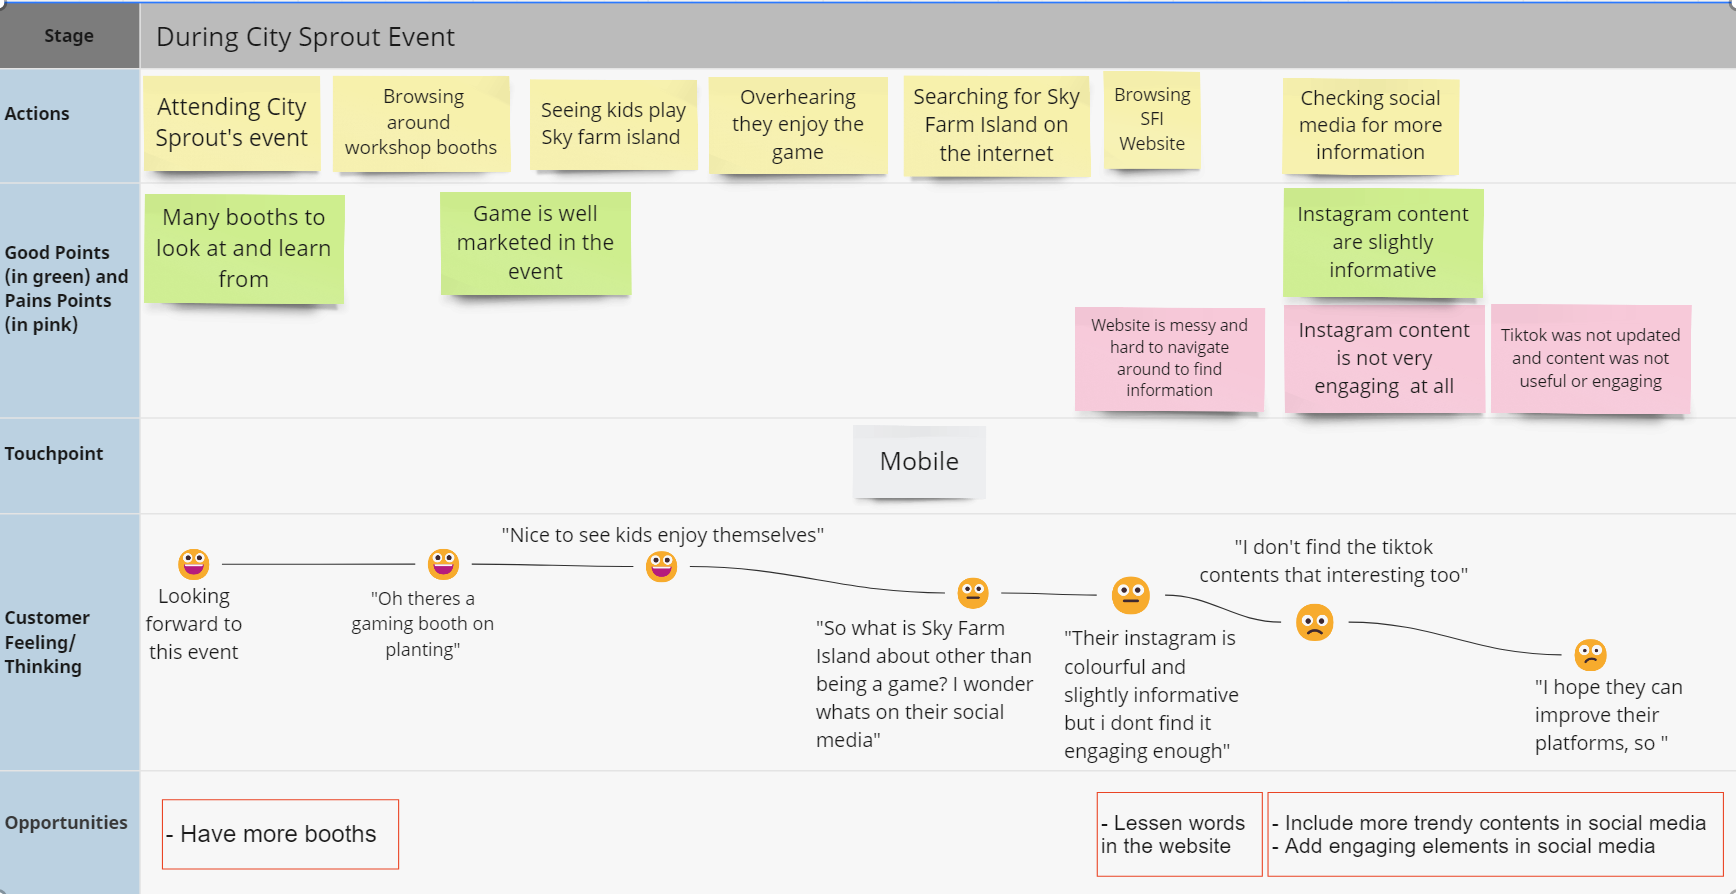 Stage
During City Sprout Event
Actions
Attending City
Sprout's event
Browsing
around
workshop booths
Seeing kids play
Sky farm island
Overhearing
they enjoy the
game
Searching for Sky
Farm Island on
the internet
Browsing
SFI
Website
Checking social
media for more
information
Good Points
(in green) and
Pains Points
(in pink)
Many booths to
look at and learn
from
Game is well
marketed in the
event
Instagram content
are slightly
informative
Website is messy and
hard to navigate
around to find
information
Instagram content
is not very
engaging at all
Tiktok was not updated
and content was not
useful or engaging
Touchpoint
Mobile
Customer
Feeling/
Thinking
Looking
forward to
this event
"Oh theres a
gaming booth on
planting"
"Nice to see kids enjoy themselves"
"So what is Sky Farm
Island about other than
being a game? I wonder
whats on their social
media"
"Their instagram is
colourful and
slightly informative
but i dont find it
engaging enough"
"I don't find the tiktok
contents that interesting too"
"I hope they can
improve their
platforms, so "
Opportunities
- Have more booths
- Lessen words
in the website
- Include more trendy contents in social media
- Add engaging elements in social media